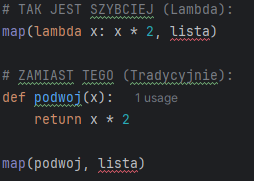 # TAK JEST SZYBCIEJ (Lambda):
map(lambda x: x * 2, lista)
# ZAMIAST TEGO (Tradycyjnie):
def podwoj(x): 1 usage
    return x * 2
map(podwoj, lista)